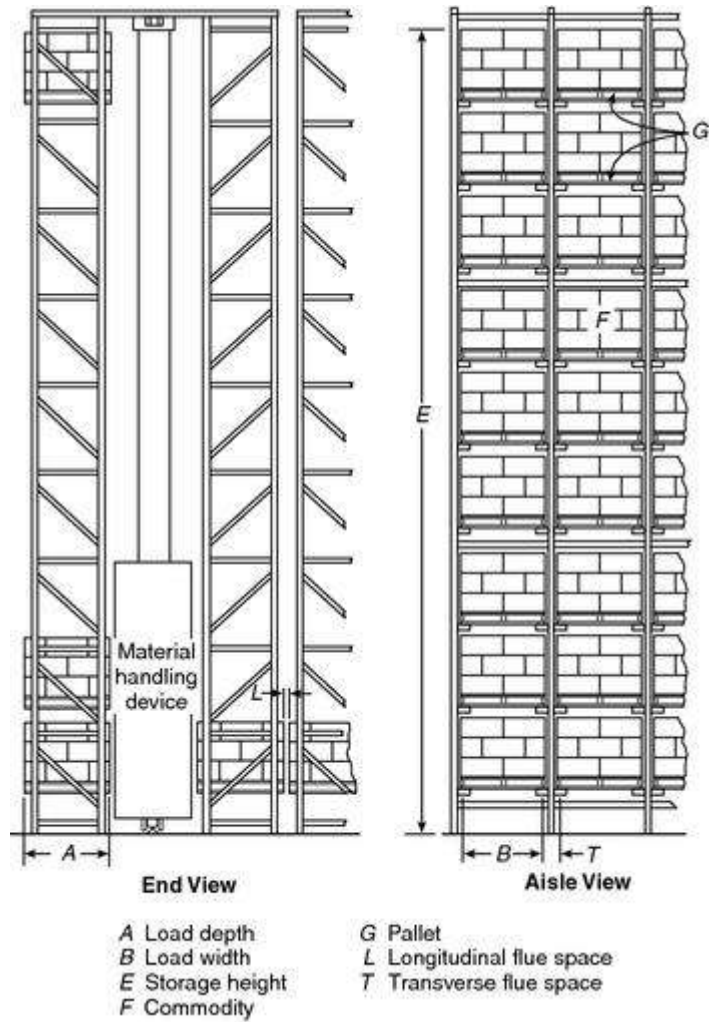 G
F
E
Material
handling
device
L
A
B
T
End View
Aisle View
A Load depth
B Load width
E Storage height
F Commodity
G Pallet
L Longitudinal flue space
T Transverse flue space